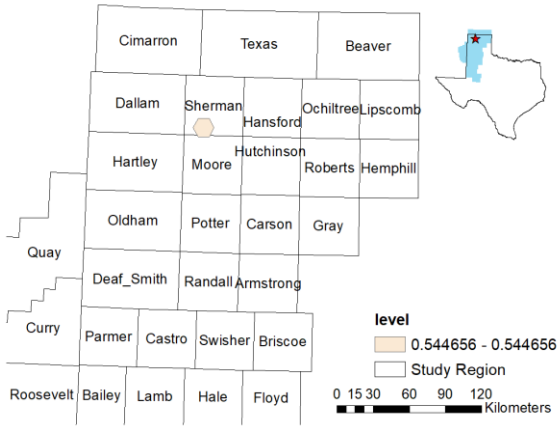 Cimarron Texas Beaver
Dallam Sherman Hansford Ochiltree Lipscomb
Hartley Moore Hutchinson Roberts Hemphill
Oldham Potter Carson Gray
Quay
Deaf_Smith Randall Armstrong
Curry Parmer Castro Swisher Briscoe
Roosevelt Bailey Lamb Hale Floyd
level
0.544656 - 0.544656
Study Region
0 15 30 60 90 120
Kilometers